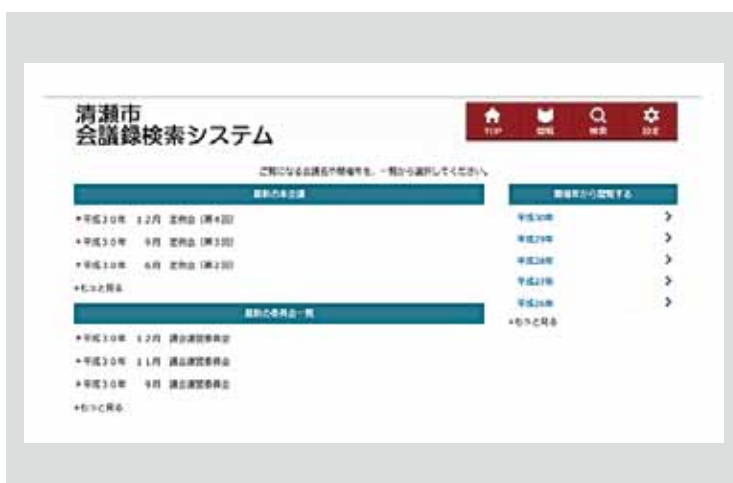 清瀬市
会議録検索システム
TOP 閲覧 検索 設定
ご覧になる会議名や開催年を、一覧から選択してください。
最新の本会議
平成30年 12月 定例会(第4回)
平成30年 9月 定例会(第3回)
平成30年 6月 定例会(第2回)
+もっと見る
最新の委員会一覧
平成30年 12月 議会運営委員会
平成30年 11月 議会運営委員会
平成30年 9月 議会運営委員会
+もっと見る
開催年から閲覧する
平成30年
平成29年
平成28年
平成27年
平成26年
+もっと見る